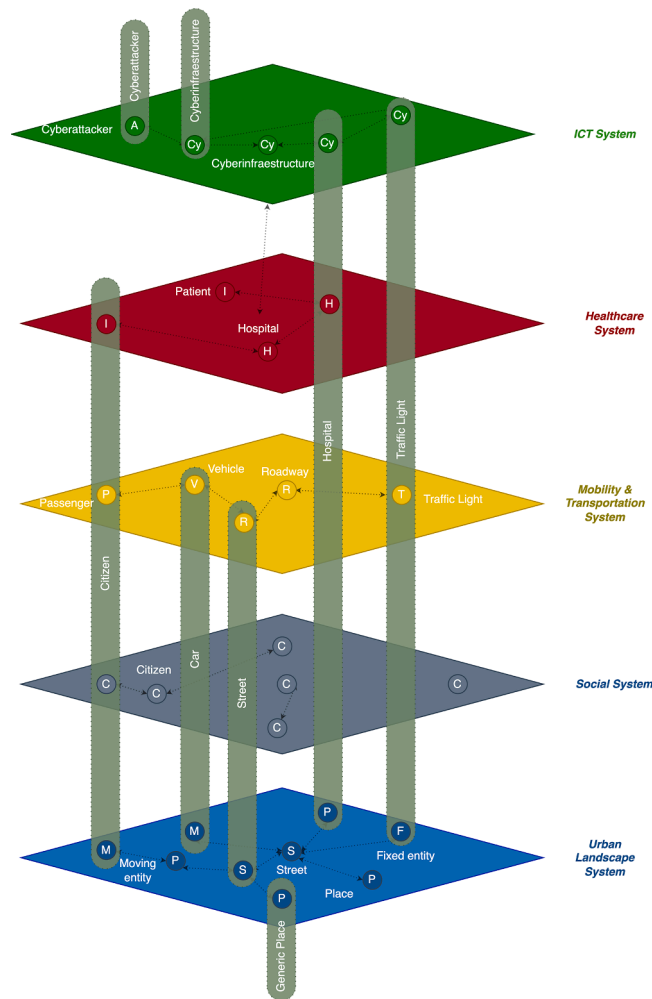 Cyberattacker
Cyberinfraestructure
Cyberattacker
A
Cy
Cy
Cy
Cy
Cyberinfraestructure
ICT System
Patient
I
H
I
Hospital
H
Healthcare
System
Hospital
Traffic Light
Vehicle
Roadway
Passenger
P
V
R
R
T
Traffic Light
Mobility &
Transportation
System
Citizen
Car
Street
Citizen
C
C
C
C
C
C
Social System
M
M
P
S
S
P
F
P
P
Moving
entity
Street
Place
Fixed entity
Urban
Landscape
System
Generic Place